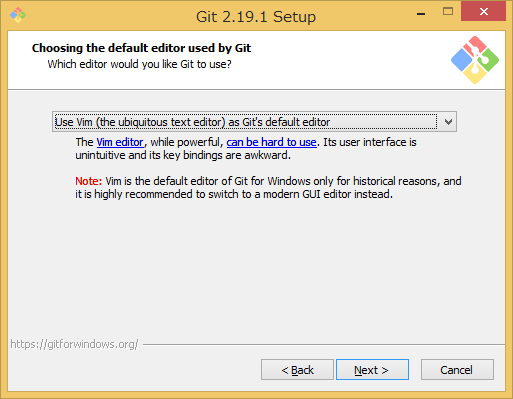 Git 2.19.1 Setup
Choosing the default editor used by Git
Which editor would you like Git to use?
Use Vim (the ubiquitous text editor) as Git's default editor
The Vim editor, while powerful, can be hard to use. Its user interface is
unintuitive and its key bindings are awkward.
Note: Vim is the default editor of Git for Windows only for historical reasons, and
it is highly recommended to switch to a modern GUI editor instead.
https://gitforwindows.org/
< Back
Next >
Cancel